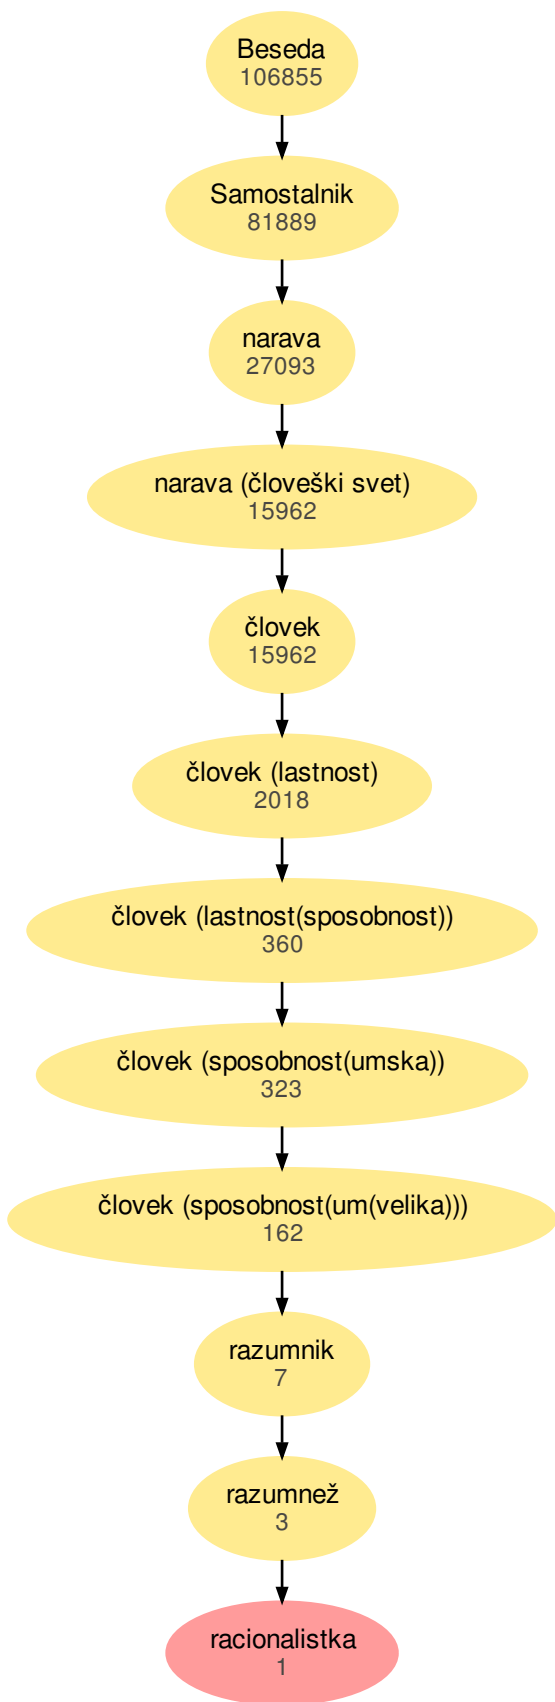 Beseda
106855
Samostalnik
81889
narava
27093
narava (človeški svet)
15962
človek
15962
človek (lastnost)
2018
človek (lastnost(sposobnost))
360
človek (sposobnost(umska))
323
človek (sposobnost(um(velika)))
162
razumnik
7
razumnež
3
racionalistka
1